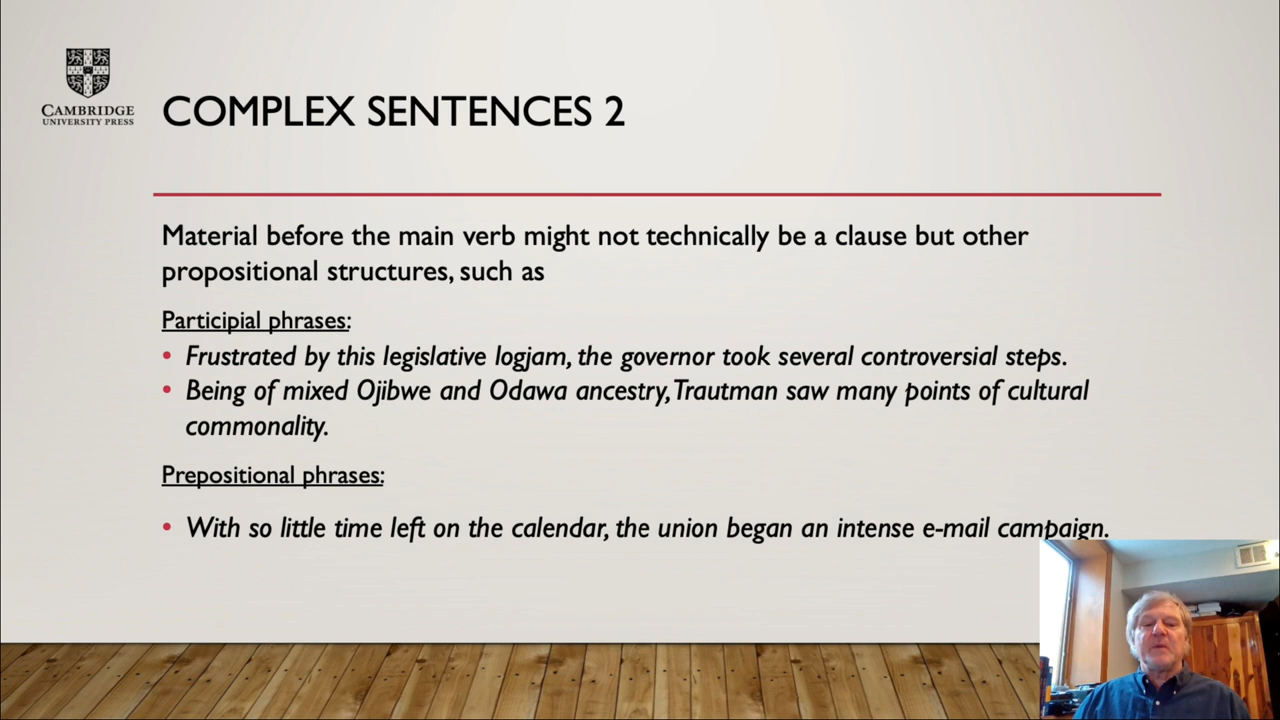 CAMBRIDGE
UNIVERSITY PRESS
COMPLEX SENTENCES 2
Material before the main verb might not technically be a clause but other
propositional structures, such as
Participial phrases:
• Frustrated by this legislative logjam, the governor took several controversial steps.
• Being of mixed Ojibwe and Odawa ancestry, Trautman saw many points of cultural
commonality.
Prepositional phrases:
• With so little time left on the calendar, the union began an intense e-mail campaign.